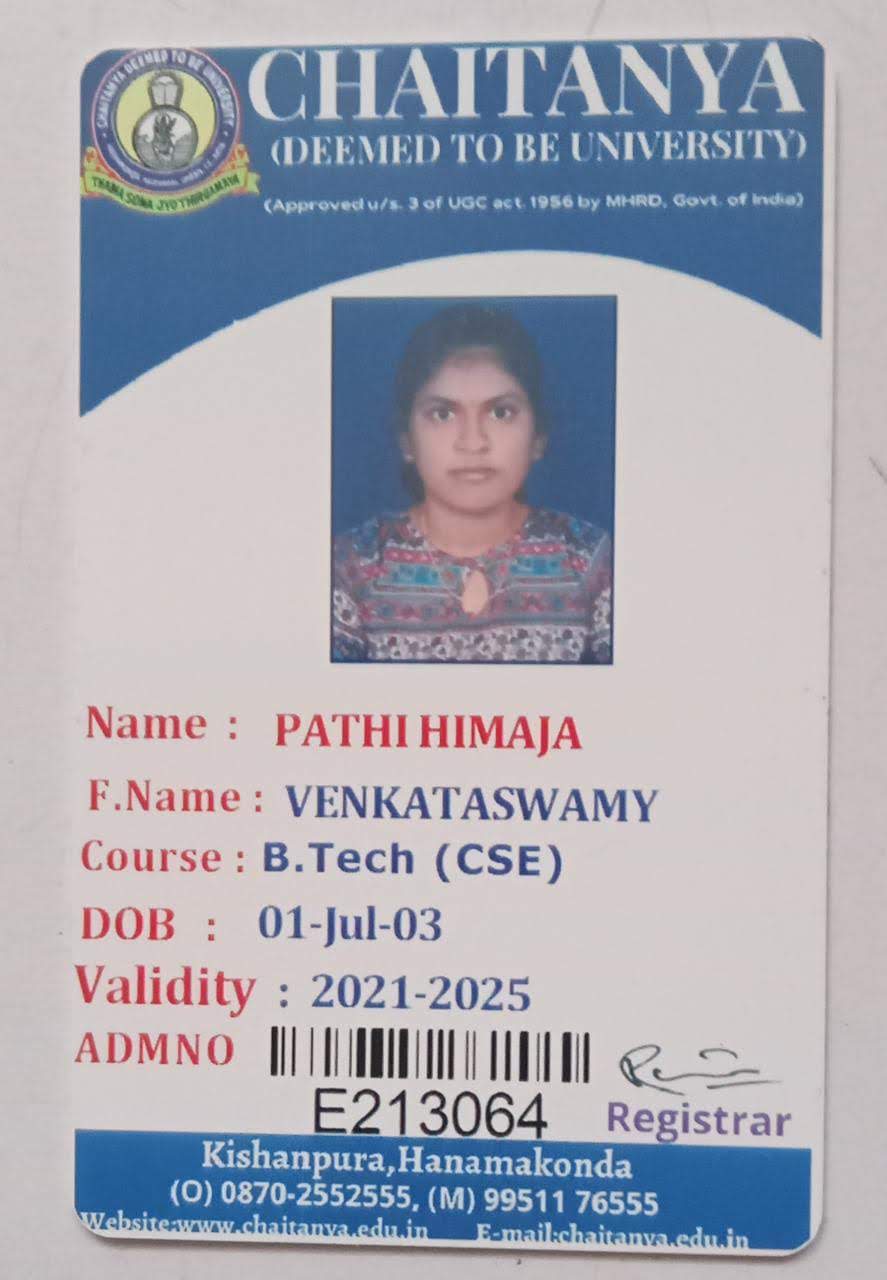 CHAITANYA DEEMED TO BE UNIVERSITY
THAMA SOMA JYOTHIRGAMAYA
CHAITANYA
(DEEMED TO BE UNIVERSITY)
(Approved u/s. 3 of UGC act. 1956 by MHRD, Govt. of India)
Name : PATHI HIMAJA
F.Name : VENKATASWAMY
Course : B.Tech (CSE)
DOB : 01-Jul-03
Validity : 2021-2025
ADMNO
E213064
Registrar
Kishanpura,Hanamakonda
(O) 0870-2552555, (M) 99511 76555
Website:www.chaitanya.edu.in E-mail:chaitanya.edu.in